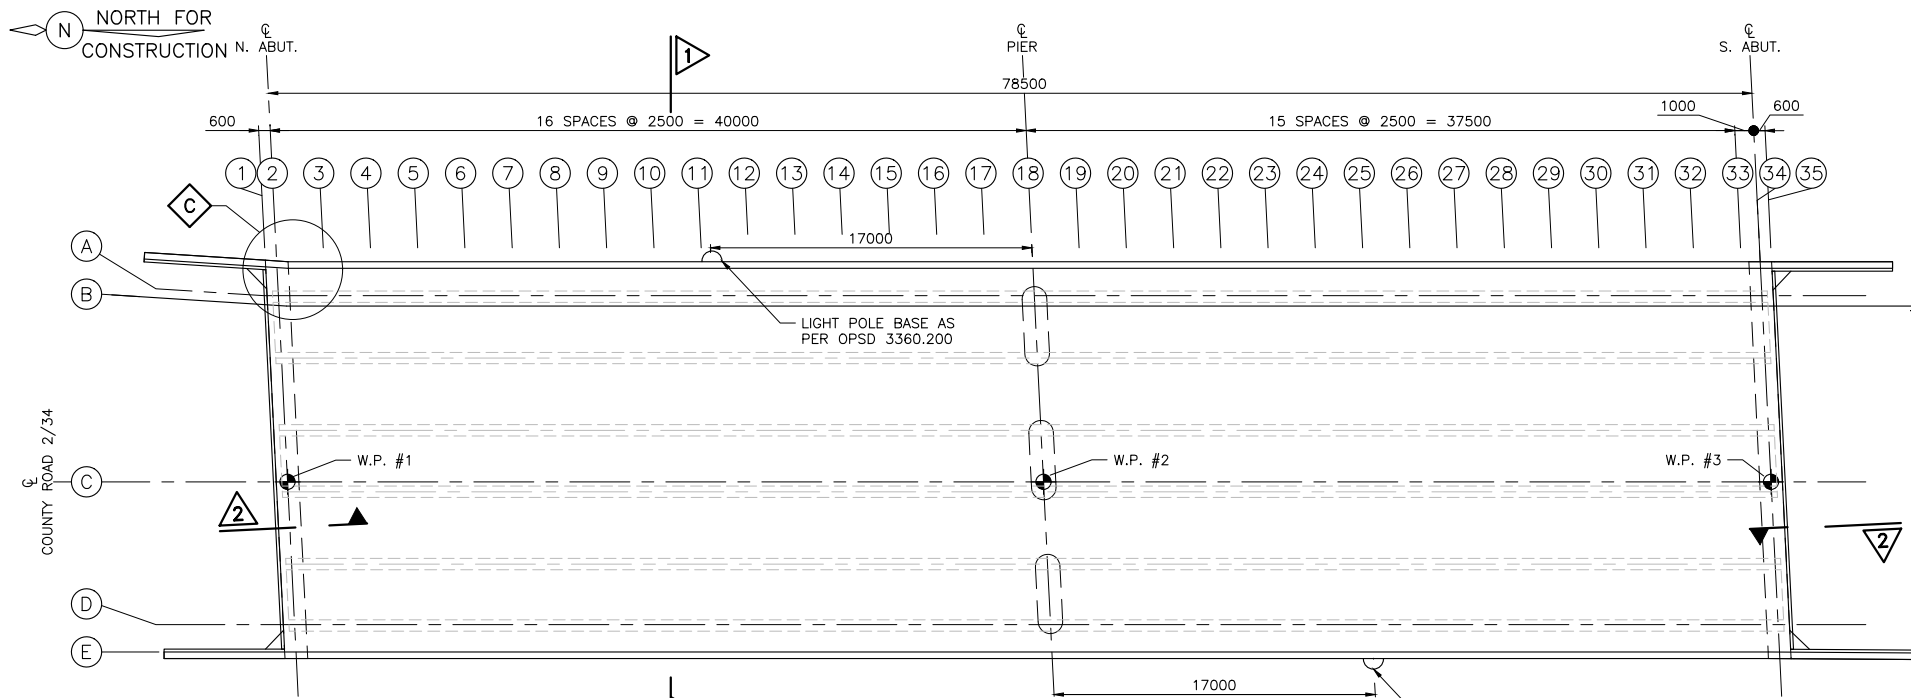 N
NORTH FOR
CONSTRUCTION
℄
N. ABUT.
℄
PIER
℄
S. ABUT.
1
78500
600
16 SPACES @ 2500 = 40000
15 SPACES @ 2500 = 37500
1000
600
1 2 3 4 5 6 7 8 9 10 11 12 13 14 15 16 17 18 19 20 21 22 23 24 25 26 27 28 29 30 31 32 33 34 35
C
A
17000
B
LIGHT POLE BASE AS
PER OPSD 3360.200
℄
COUNTY ROAD 2/34
W.P. #1
W.P. #2
W.P. #3
C
2
2
D
E
17000